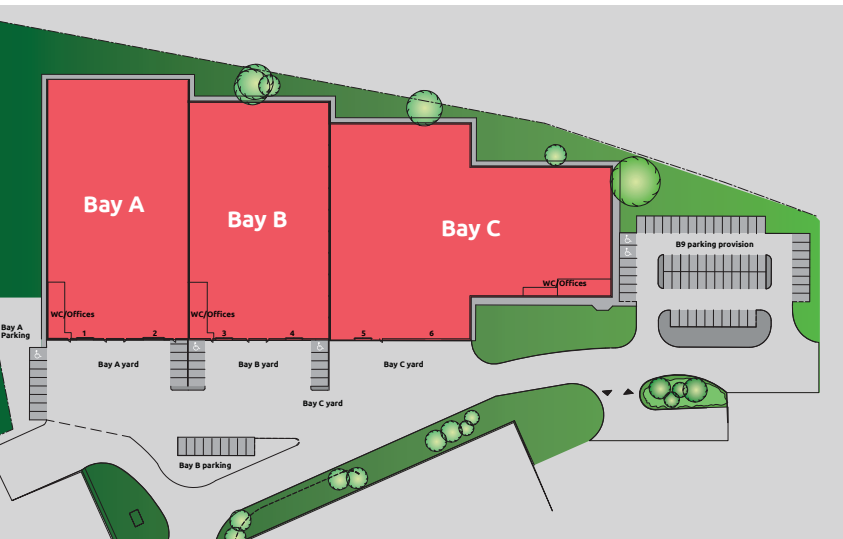 Bay A
Bay B
Bay C
B9 parking provision
WC/Offices
WC/Offices
WC/Offices
Bay A
Parking
1
2
3
4
5
6
Bay A yard
Bay B yard
Bay C yard
Bay C yard
Bay B parking